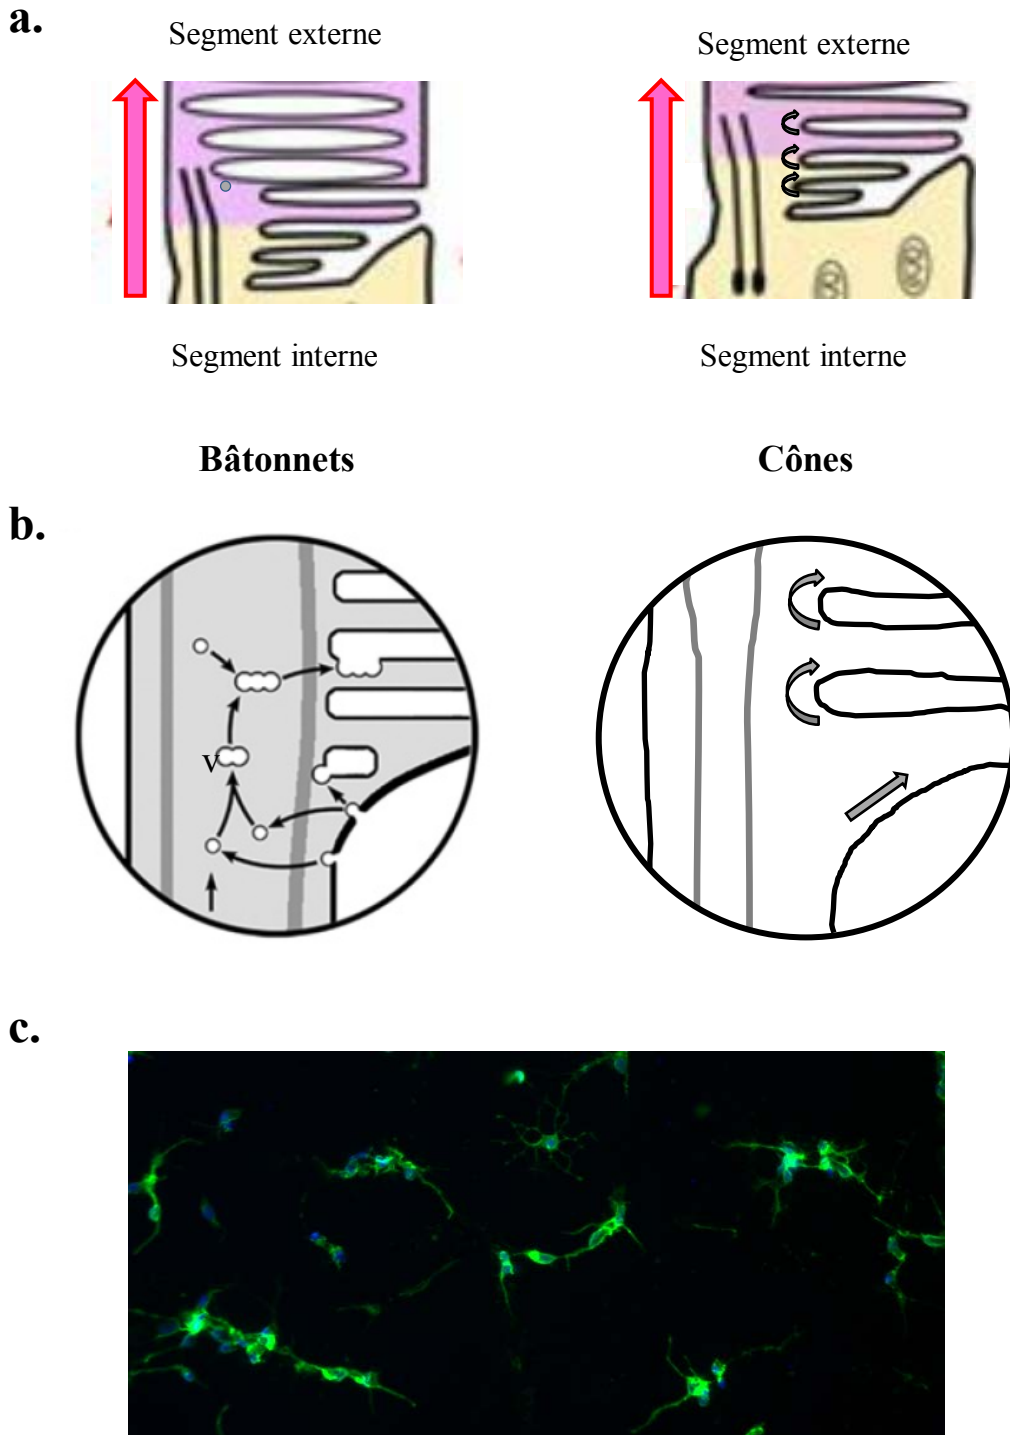 a.
Segment externe
Segment externe
Segment interne
Segment interne
Bâtonnets
Cônes
b.
v
c.